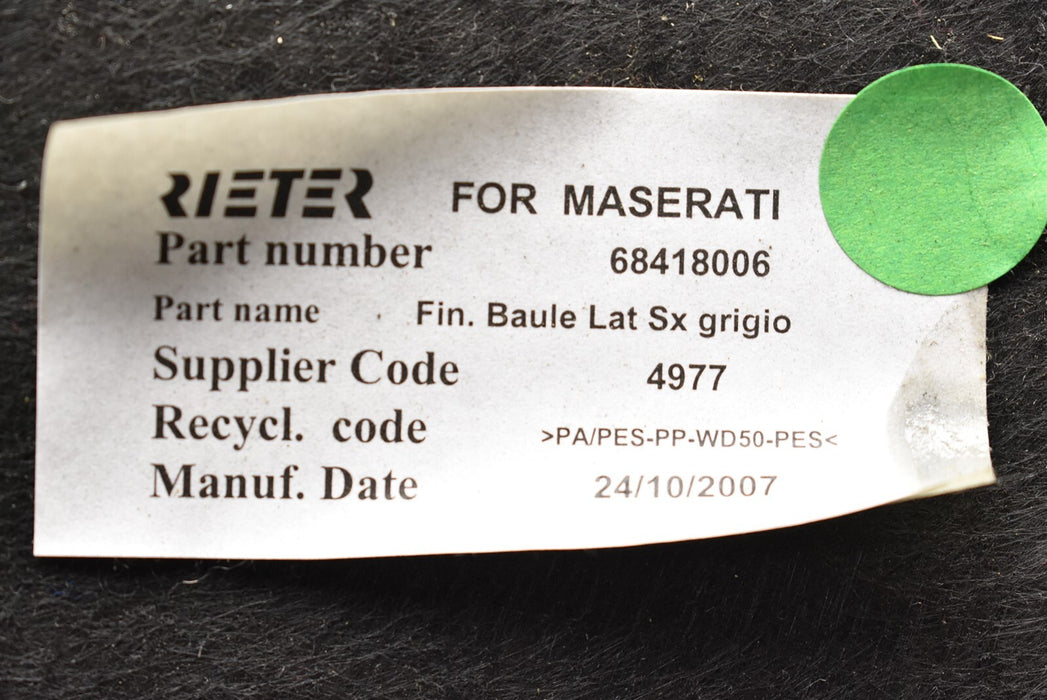 RIETER FOR MASERATI
Part number 68418006
Part name Fin. Baule Lat Sx grigio
Supplier Code 4977
Recycl. code >PA/PES-PP-WD50-PES<
Manuf. Date 24/10/2007